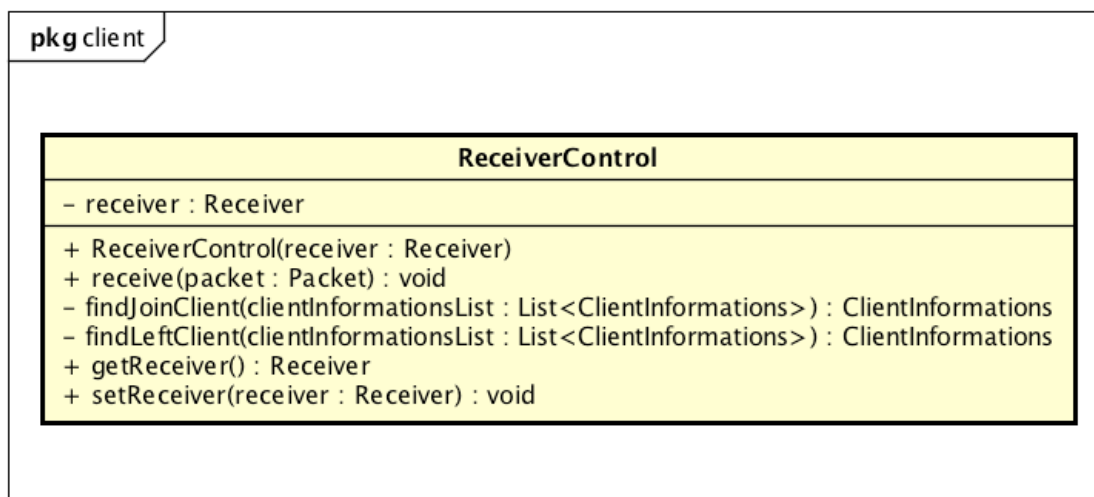 pkg client
ReceiverControl
– receiver : Receiver
+ ReceiverControl(receiver : Receiver)
+ receive(packet : Packet) : void
– findJoinClient(clientInformationsList : List<ClientInformations>) : ClientInformations
– findLeftClient(clientInformationsList : List<ClientInformations>) : ClientInformations
+ getReceiver() : Receiver
+ setReceiver(receiver : Receiver) : void